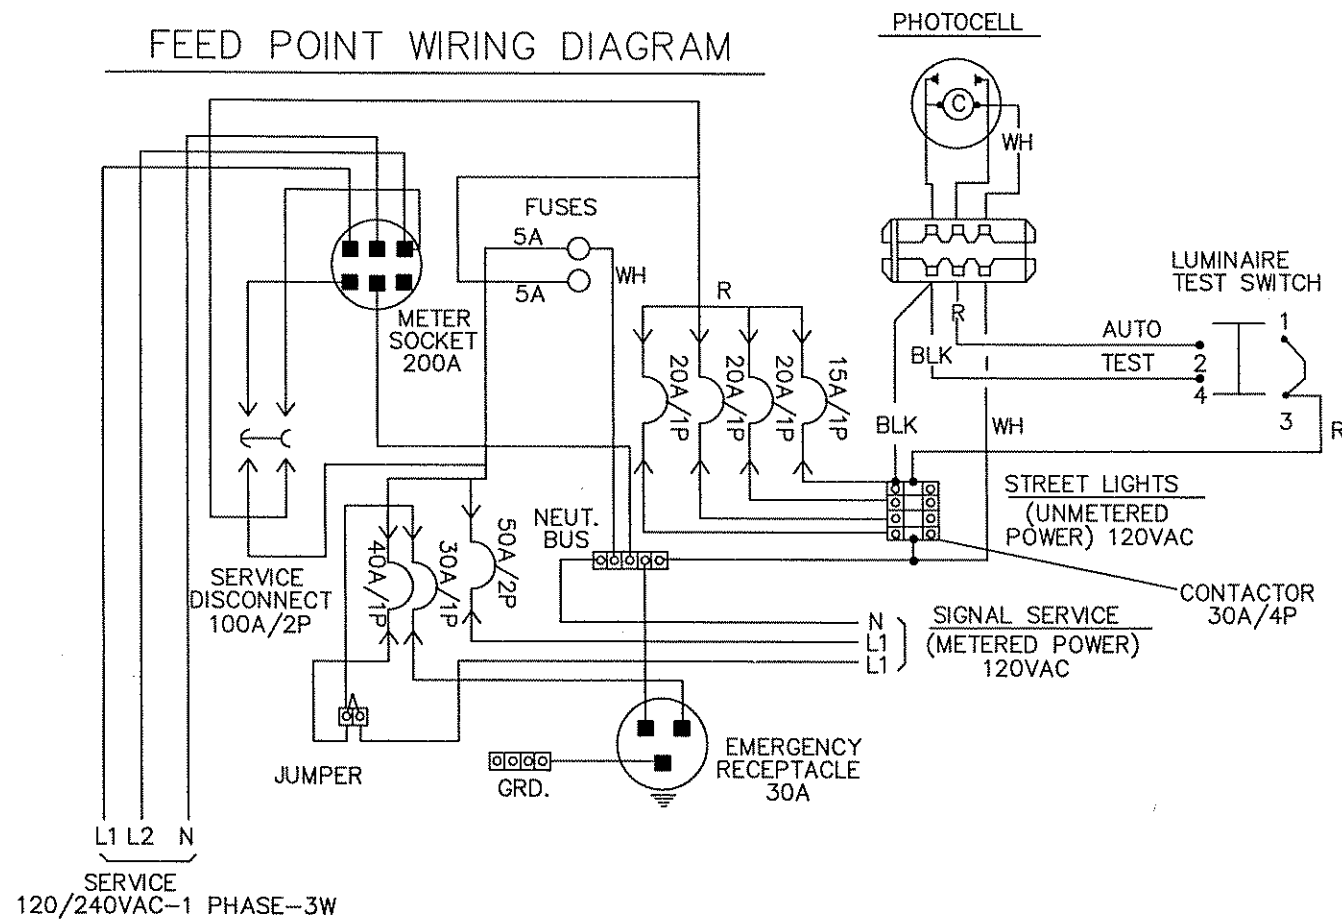 FEED POINT WIRING DIAGRAM
PHOTOCELL
C
WH
FUSES
5A
5A
WH
METER
SOCKET
200A
R
20A/1P
20A/1P
20A/1P
15A/1P
BLK
R
BLK
WH
LUMINAIRE
TEST SWITCH
AUTO
TEST
1
2
4
3
R
STREET LIGHTS
(UNMETERED
POWER) 120VAC
CONTACTOR
30A/4P
NEUT.
BUS
SERVICE
DISCONNECT
100A/2P
40A/1P
30A/1P
50A/2P
N
L1
L1
SIGNAL SERVICE
(METERED POWER)
120VAC
JUMPER
GRD.
EMERGENCY
RECEPTACLE
30A
L1 L2 N
SERVICE
120/240VAC-1 PHASE-3W